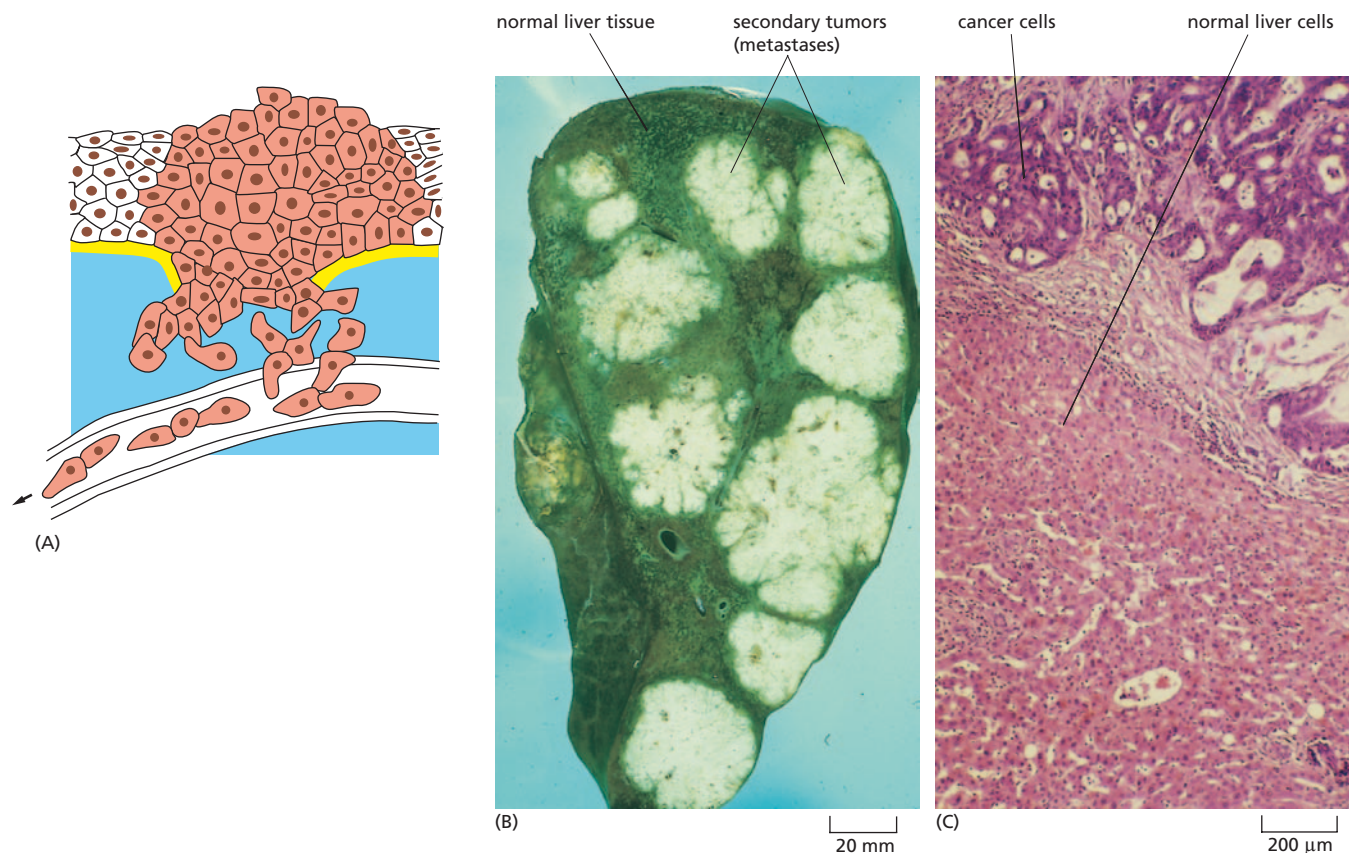 normal liver tissue
secondary tumors
(metastases)
cancer cells
normal liver cells
(A)
(B)
20 mm
(C)
200 μm